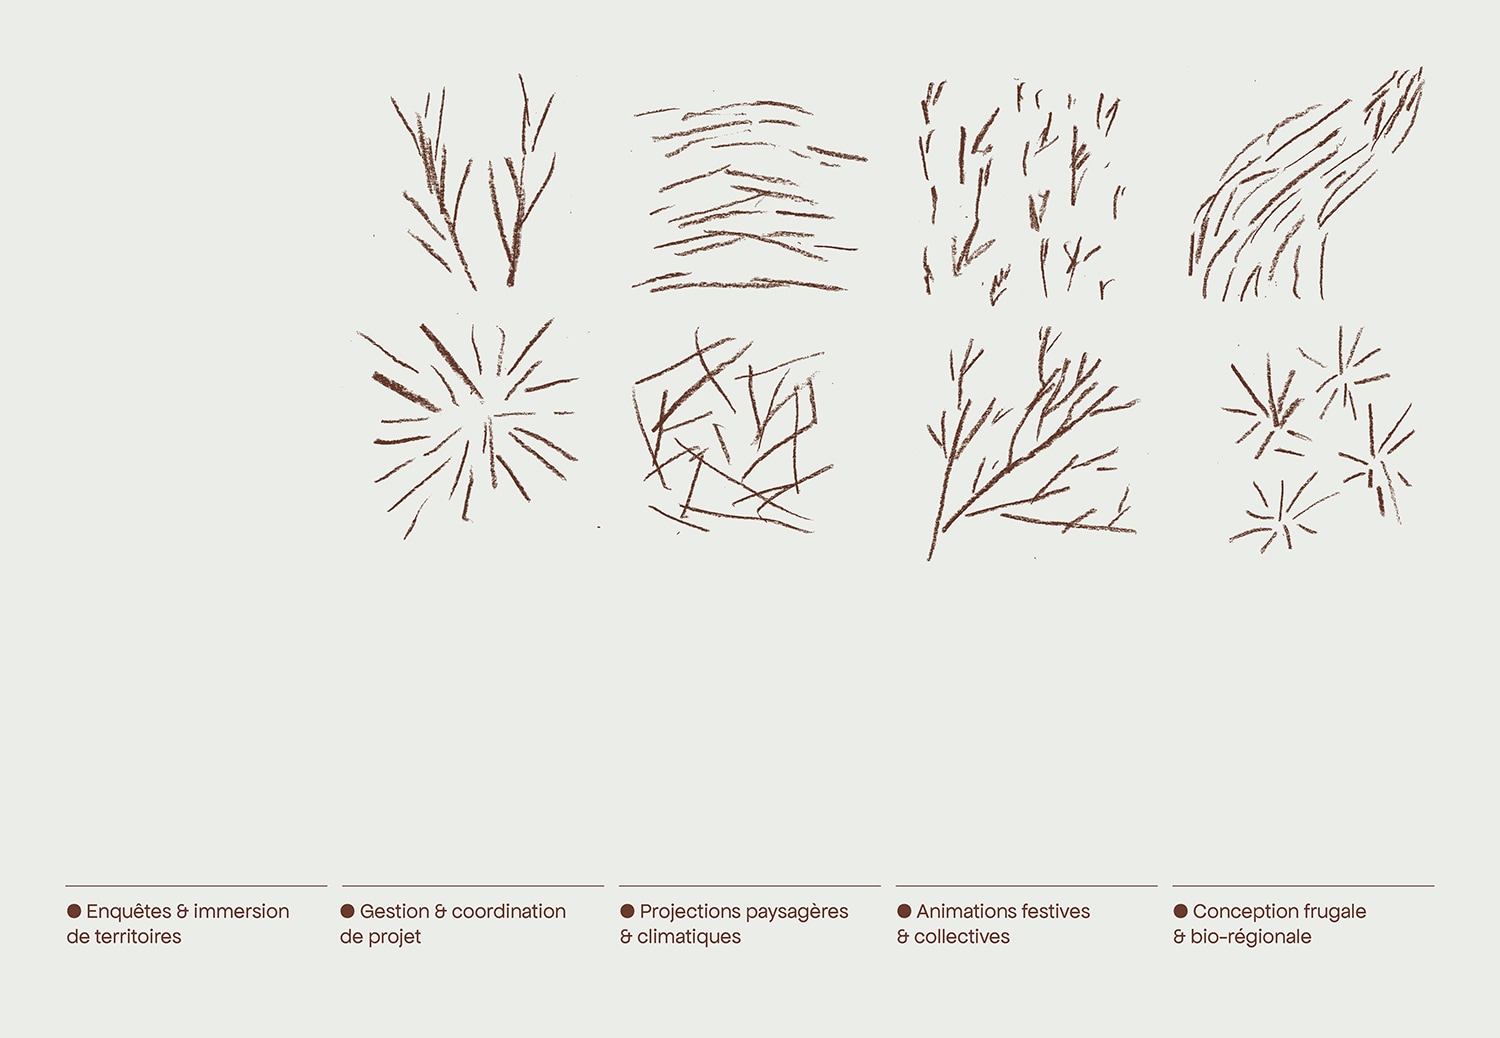 ● Enquêtes & immersion
de territoires
● Gestion & coordination
de projet
● Projections paysagères
& climatiques
● Animations festives
& collectives
● Conception frugale
& bio-régionale